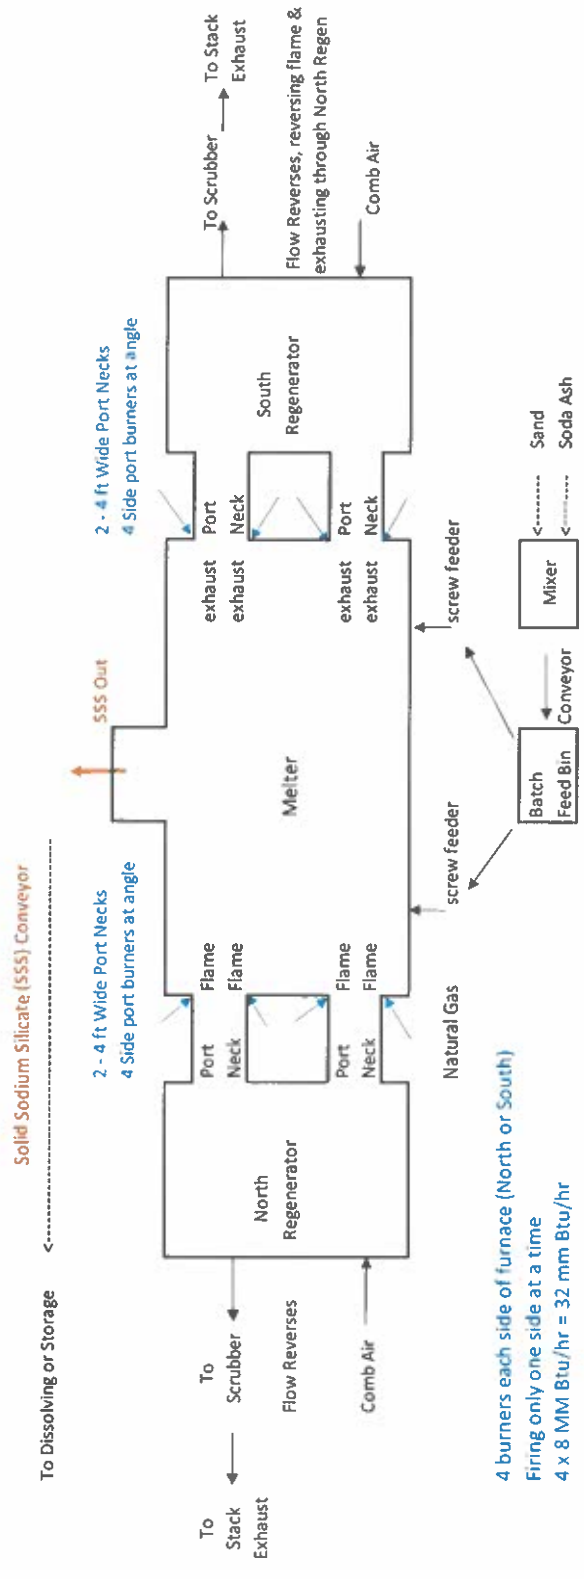 Solid Sodium Silicate (SSS) Conveyor
To Dissolving or Storage
SSS Out
2 - 4 ft Wide Port Necks
4 Side port burners at angle
2 - 4 ft Wide Port Necks
4 Side port burners at angle
To
Stack
Exhaust
To
Scrubber
Flow Reverses
Comb Air
North
Regenerator
Port
Neck
Flame
Flame
Port
Neck
Flame
Flame
Melter
exhaust
exhaust
Port
Neck
exhaust
exhaust
Port
Neck
South
Regenerator
To Scrubber
To Stack
Exhaust
Flow Reverses, reversing flame &
exhausting through North Regen
Comb Air
Natural Gas
screw feeder
screw feeder
Batch
Feed Bin
Conveyor
Mixer
Sand
Soda Ash
4 burners each side of furnace (North or South)
Firing only one side at a time
4 x 8 MM Btu/hr = 32 mm Btu/hr